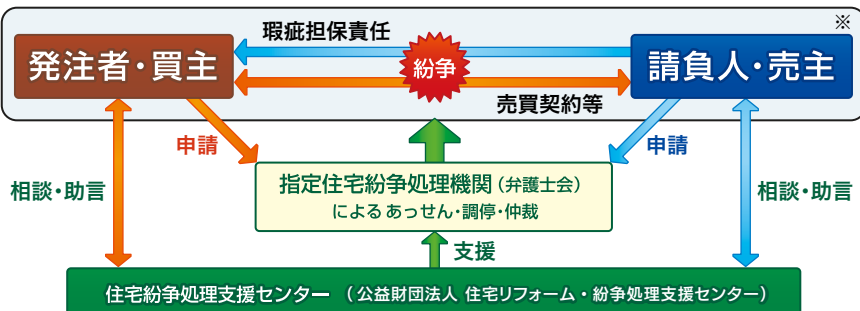 ※
瑕疵担保責任
発注者・買主
紛争
請負人・売主
売買契約等
申請
申請
指定住宅紛争処理機関（弁護士会）
による あっせん・調停・仲裁
相談・助言
相談・助言
支援
住宅紛争処理支援センター （公益財団法人 住宅リフォーム・紛争処理支援センター）